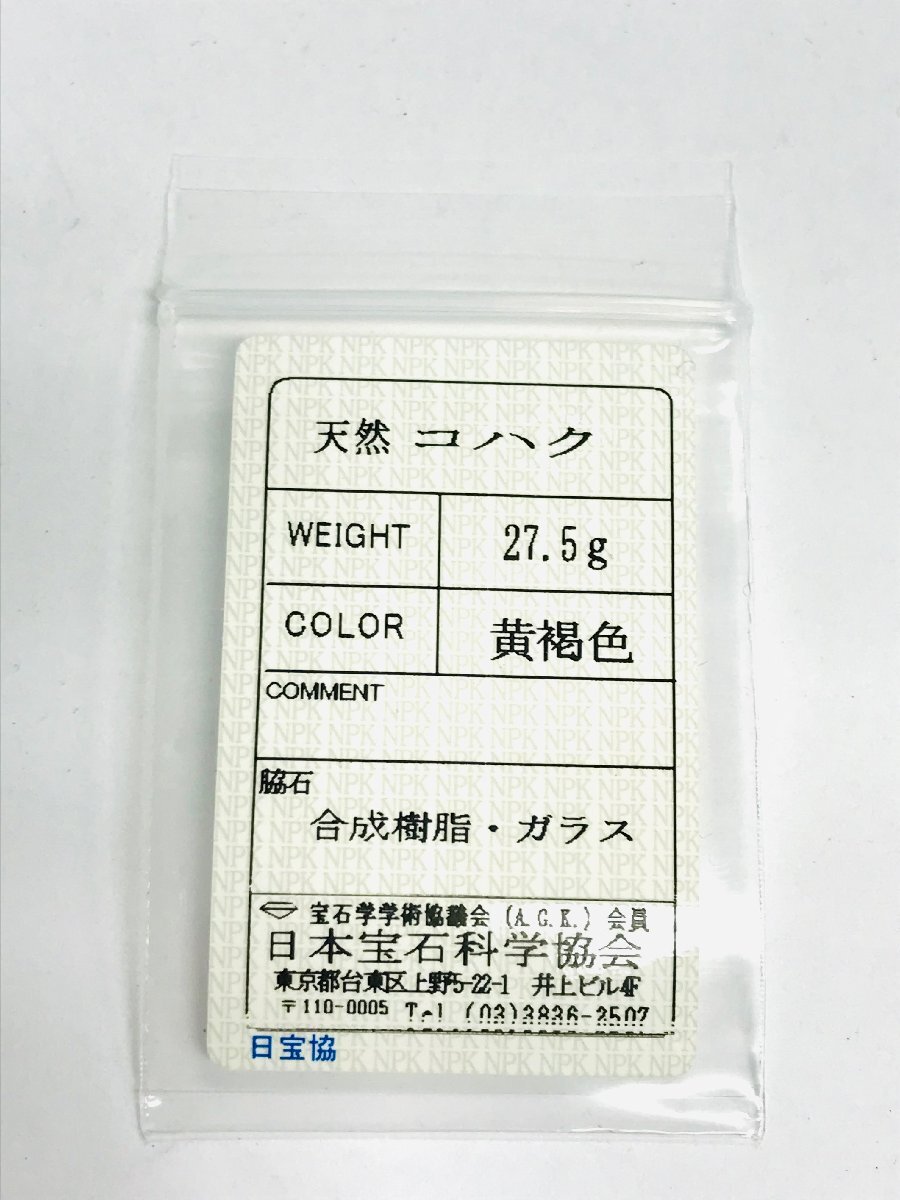 天然 コハク
WEIGHT 27.5g
COLOR 黄褐色
COMMENT
脇石
合成樹脂・ガラス
宝石学学術協議会 (A.G.K.) 会員
日本宝石科学協会
東京都台東区上野5-22-1 井上ビル4F
〒110-0005 Tel (03)3836-3507
日宝協